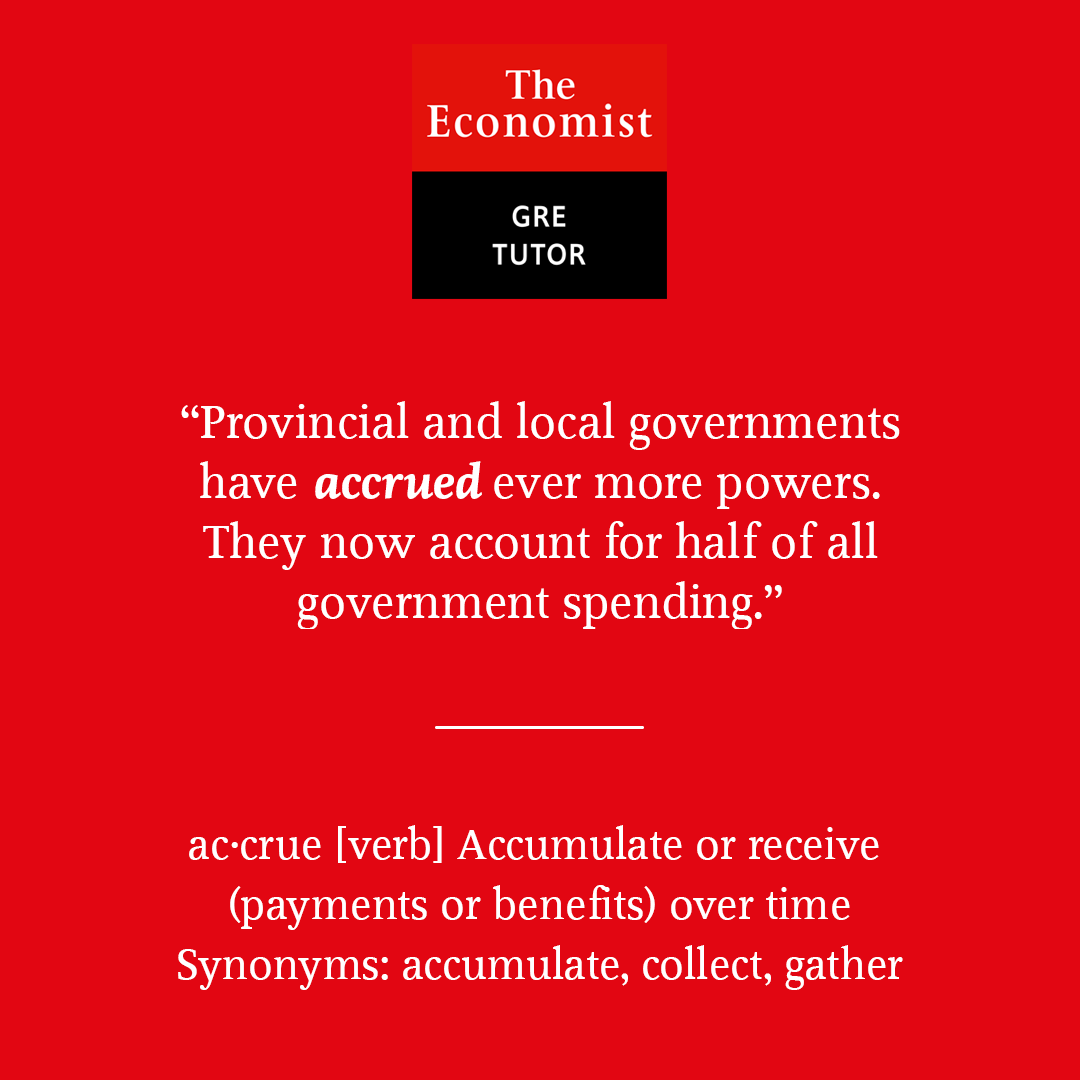 The
Economist
GRE
TUTOR
“Provincial and local governments
have accrued ever more powers.
They now account for half of all
government spending.”
ac·crue [verb] Accumulate or receive
(payments or benefits) over time
Synonyms: accumulate, collect, gather